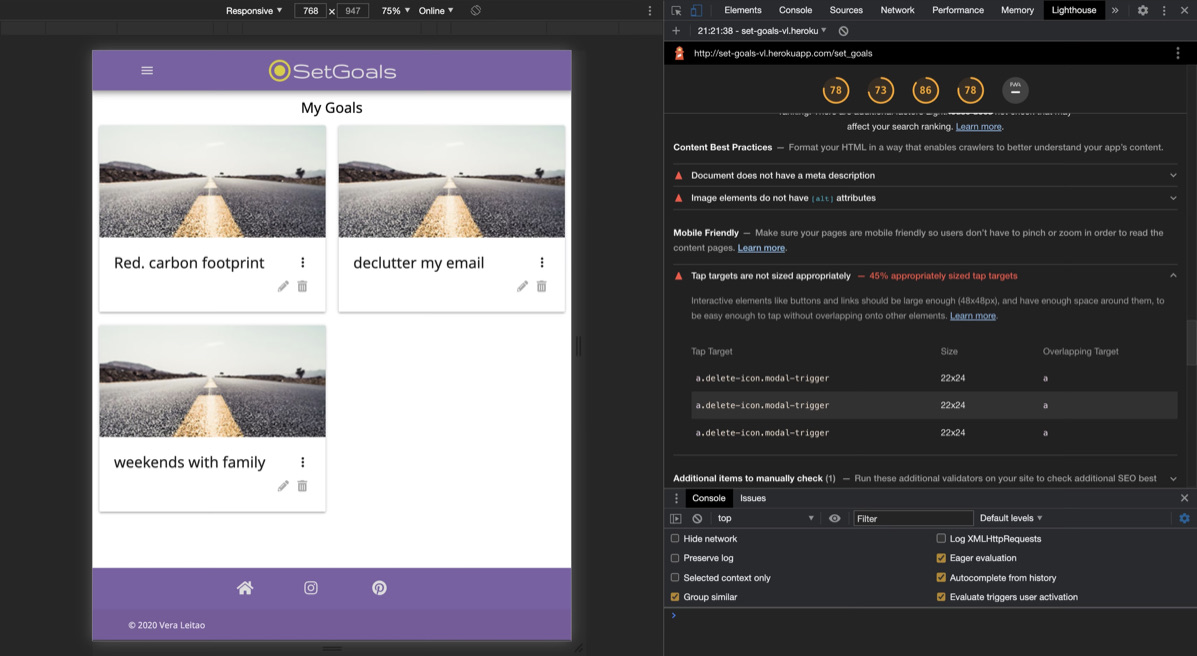 Responsive 768 x 947 75% Online
Elements Console Sources Network Performance Memory Lighthouse
21:21:38 - set-goals-vl.heroku
http://set-goals-vl.herokuapp.com/set_goals
78 73 86 78
affect your search ranking. Learn more.
Content Best Practices — Format your HTML in a way that enables crawlers to better understand your app's content.
Document does not have a meta description
Image elements do not have [alt] attributes
Mobile Friendly — Make sure your pages are mobile friendly so users don't have to pinch or zoom in order to read the
content pages. Learn more.
Tap targets are not sized appropriately — 45% appropriately sized tap targets
Interactive elements like buttons and links should be large enough (48x48px), and have enough space around them, to
be easy enough to tap without overlapping onto other elements. Learn more.
Tap Target Size Overlapping Target
a.delete-icon.modal-trigger 22x24 a
a.delete-icon.modal-trigger 22x24 a
a.delete-icon.modal-trigger 22x24 a
Additional items to manually check (1) — Run these additional validators on your site to check additional SEO best
Console Issues
top Filter Default levels
Hide network Log XMLHttpRequests
Preserve log Eager evaluation
Selected context only Autocomplete from history
Group similar Evaluate triggers user activation
SetGoals
My Goals
Red. carbon footprint
declutter my email
weekends with family
© 2020 Vera Leitao